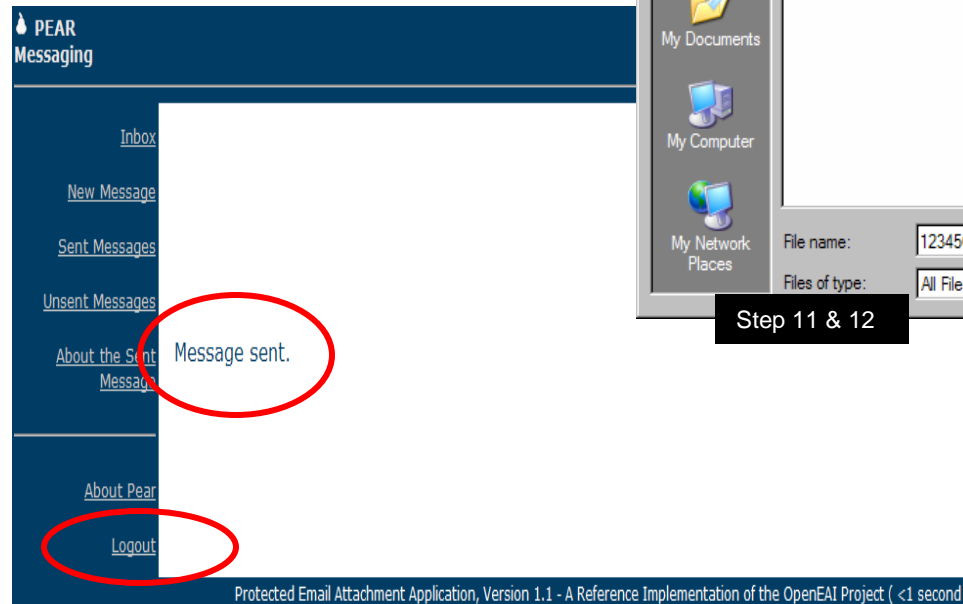 PEAR
Messaging
Inbox
New Message
Sent Messages
Unsent Messages
About the Sent
Message
About Pear
Logout
Message sent.
My Documents
My Computer
My Network
Places
File name:
Files of type:
All File
Step 11 & 12
Protected Email Attachment Application, Version 1.1 - A Reference Implementation of the OpenEAI Project ( <1 second